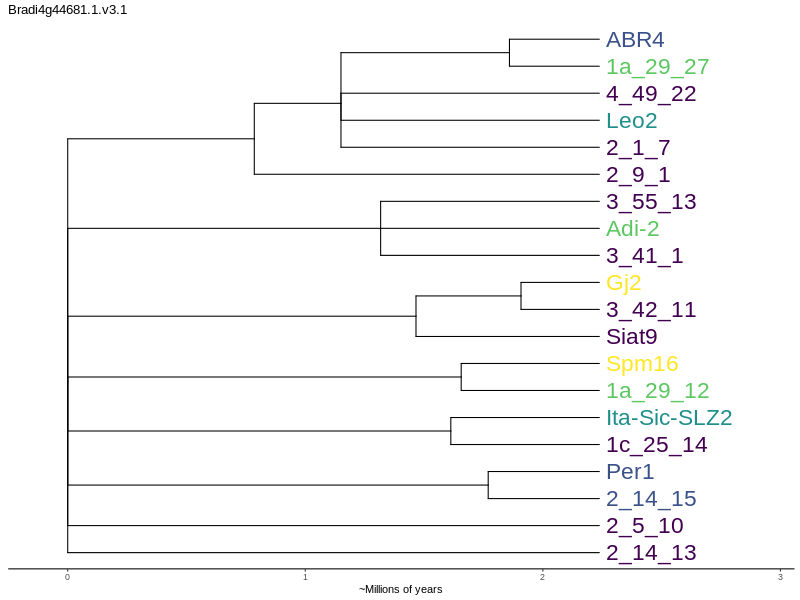 Bradi4g44681.1.v3.1
ABR4
1a_29_27
4_49_22
Leo2
2_1_7
2_9_1
3_55_13
Adi-2
3_41_1
Gj2
3_42_11
Siat9
Spm16
1a_29_12
Ita-Sic-SLZ2
1c_25_14
Per1
2_14_15
2_5_10
2_14_13
0 1 2 3
~Millions of years